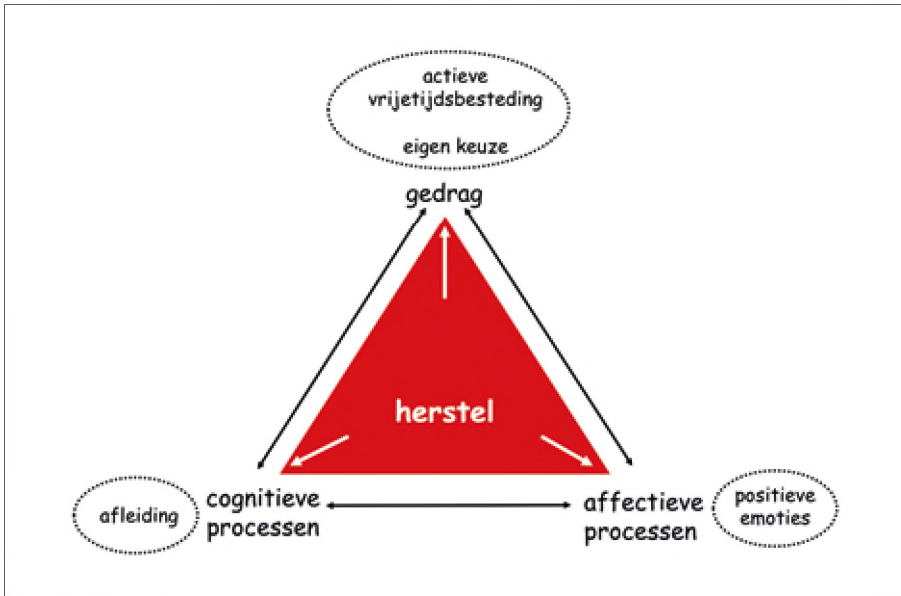 actieve
vrijetijdsbesteding
eigen keuze
gedrag
herstel
afleiding
cognitieve
processen
affectieve
processen
positieve
emoties